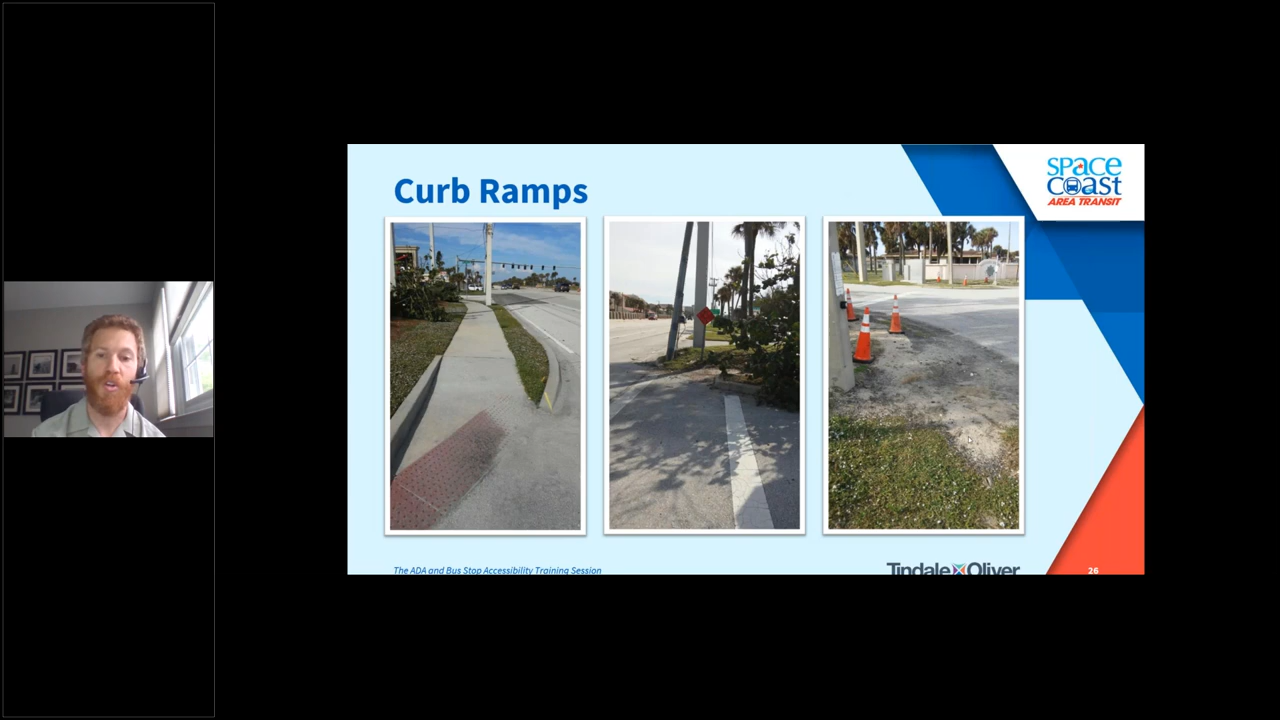 Curb Ramps
space
coast
AREA TRANSIT
The ADA and Bus Stop Accessibility Training Session
Tindale Oliver
26